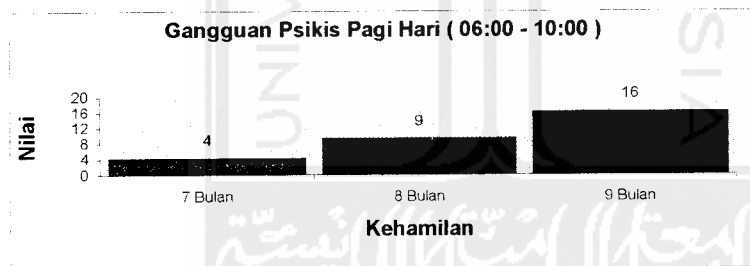 Gangguan Psikis Pagi Hari ( 06:00 - 10:00 )
Nilai
20
16
12
8
4
0
4
9
16
7 Bulan
8 Bulan
9 Bulan
Kehamilan